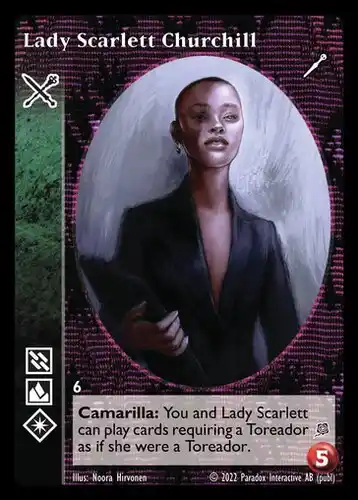 Lady Scarlett Churchill
6
Camarilla: You and Lady Scarlett
can play cards requiring a Toreador
as if she were a Toreador.
5
Illus: Noora Hirvonen © 2022 Paradox Interactive AB (publ)